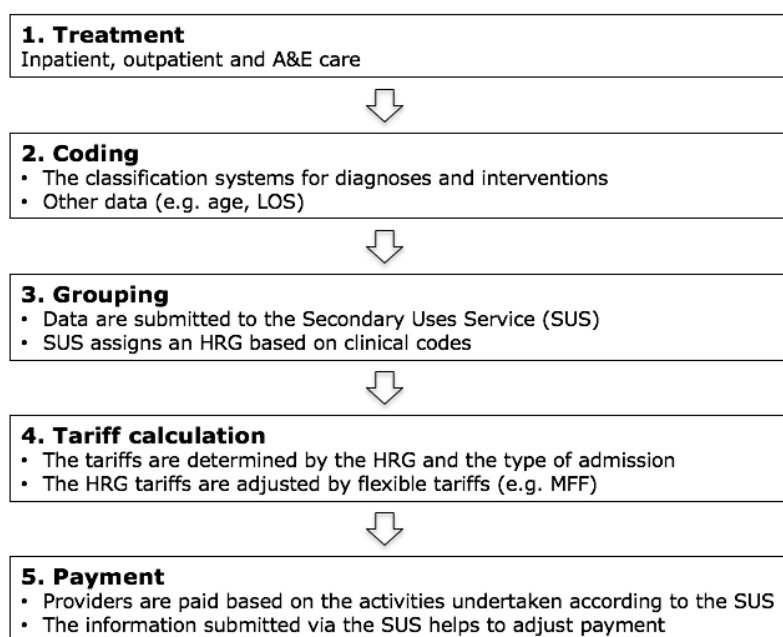 1. Treatment
Inpatient, outpatient and A&E care
2. Coding
• The classification systems for diagnoses and interventions
• Other data (e.g. age, LOS)
3. Grouping
• Data are submitted to the Secondary Uses Service (SUS)
• SUS assigns an HRG based on clinical codes
4. Tariff calculation
• The tariffs are determined by the HRG and the type of admission
• The HRG tariffs are adjusted by flexible tariffs (e.g. MFF)
5. Payment
• Providers are paid based on the activities undertaken according to the SUS
• The information submitted via the SUS helps to adjust payment